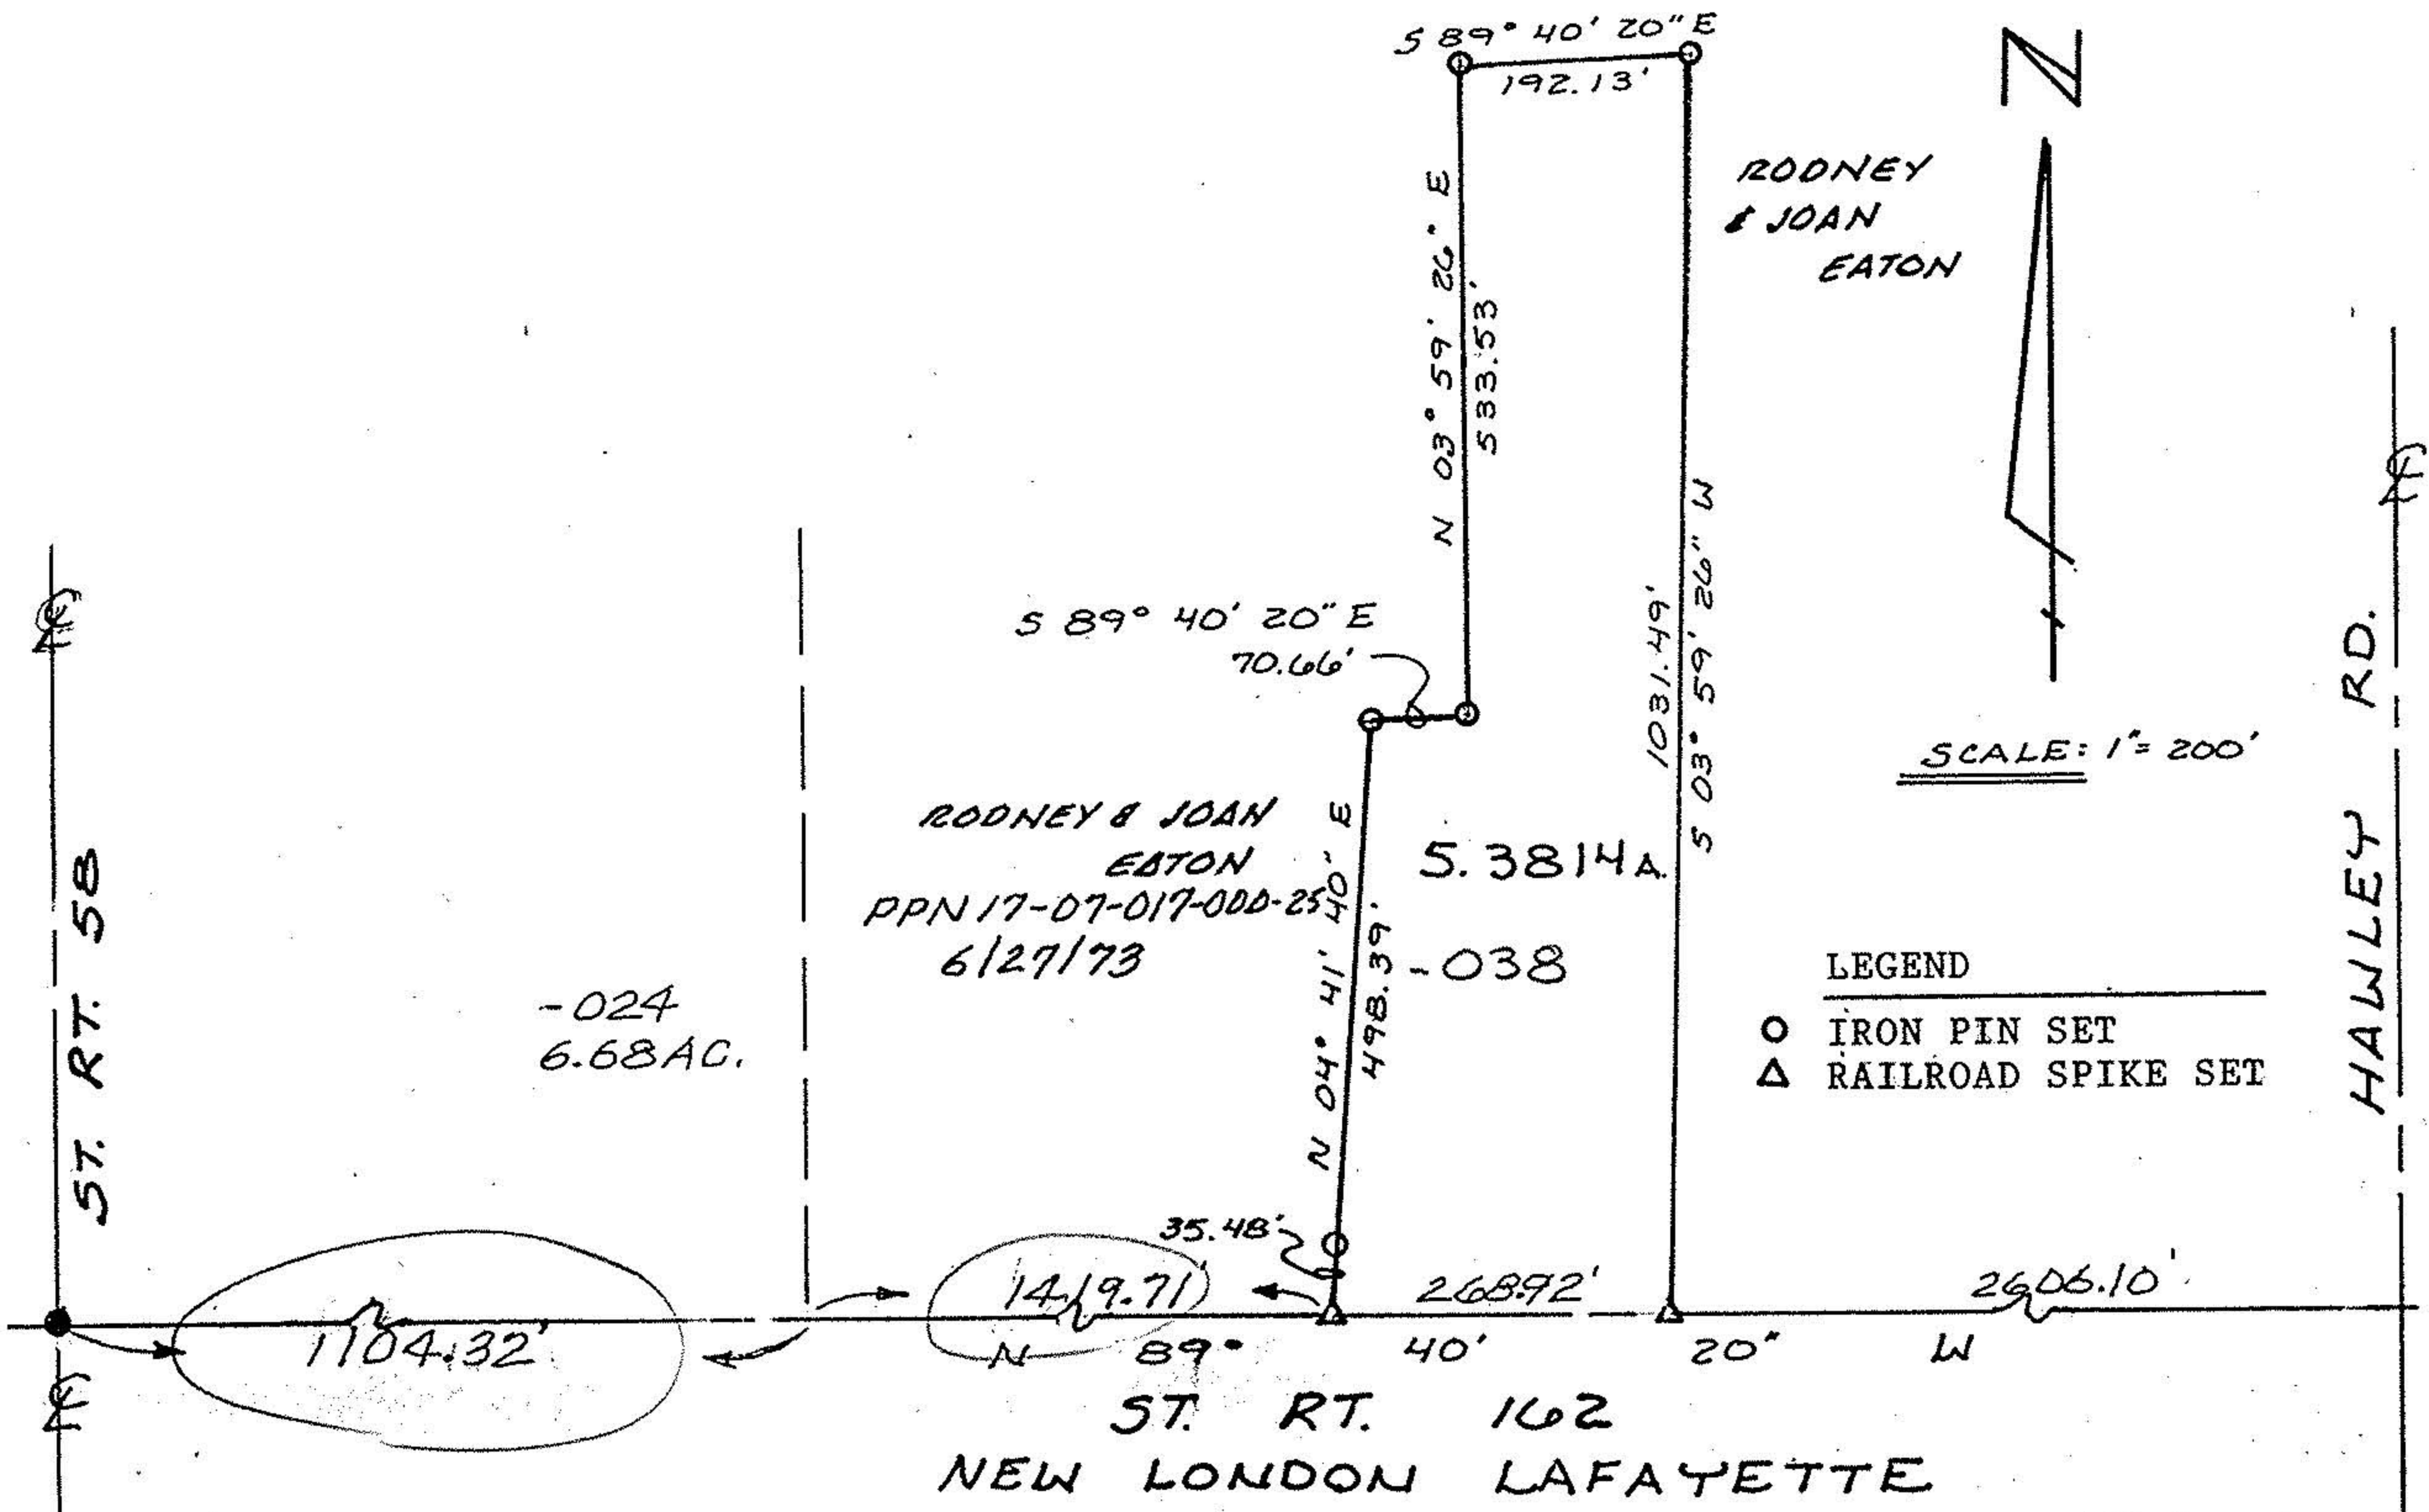 S 89° 40' 20" E
192.13'
N
RODNEY
& JOAN
EATON
N 03° 59' 26" E
533.53'
S 89° 40' 20" E
70.66'
1031.49'
S 03° 59' 26" W
SCALE: 1" = 200'
HAWLEY RD.
ST. RT. 58
RODNEY & JOAN
EATON
PPN 17-07-017-000-25
6/27/73
N 04° 41' 40" E
498.39'
5.3814 A.
-038
-024
6.68 AC.
LEGEND
IRON PIN SET
RAILROAD SPIKE SET
35.48'
1104.32'
1419.71'
268.92'
2606.10'
N 89° 40' 20" W
ST. RT. 162
NEW LONDON LAFAYETTE